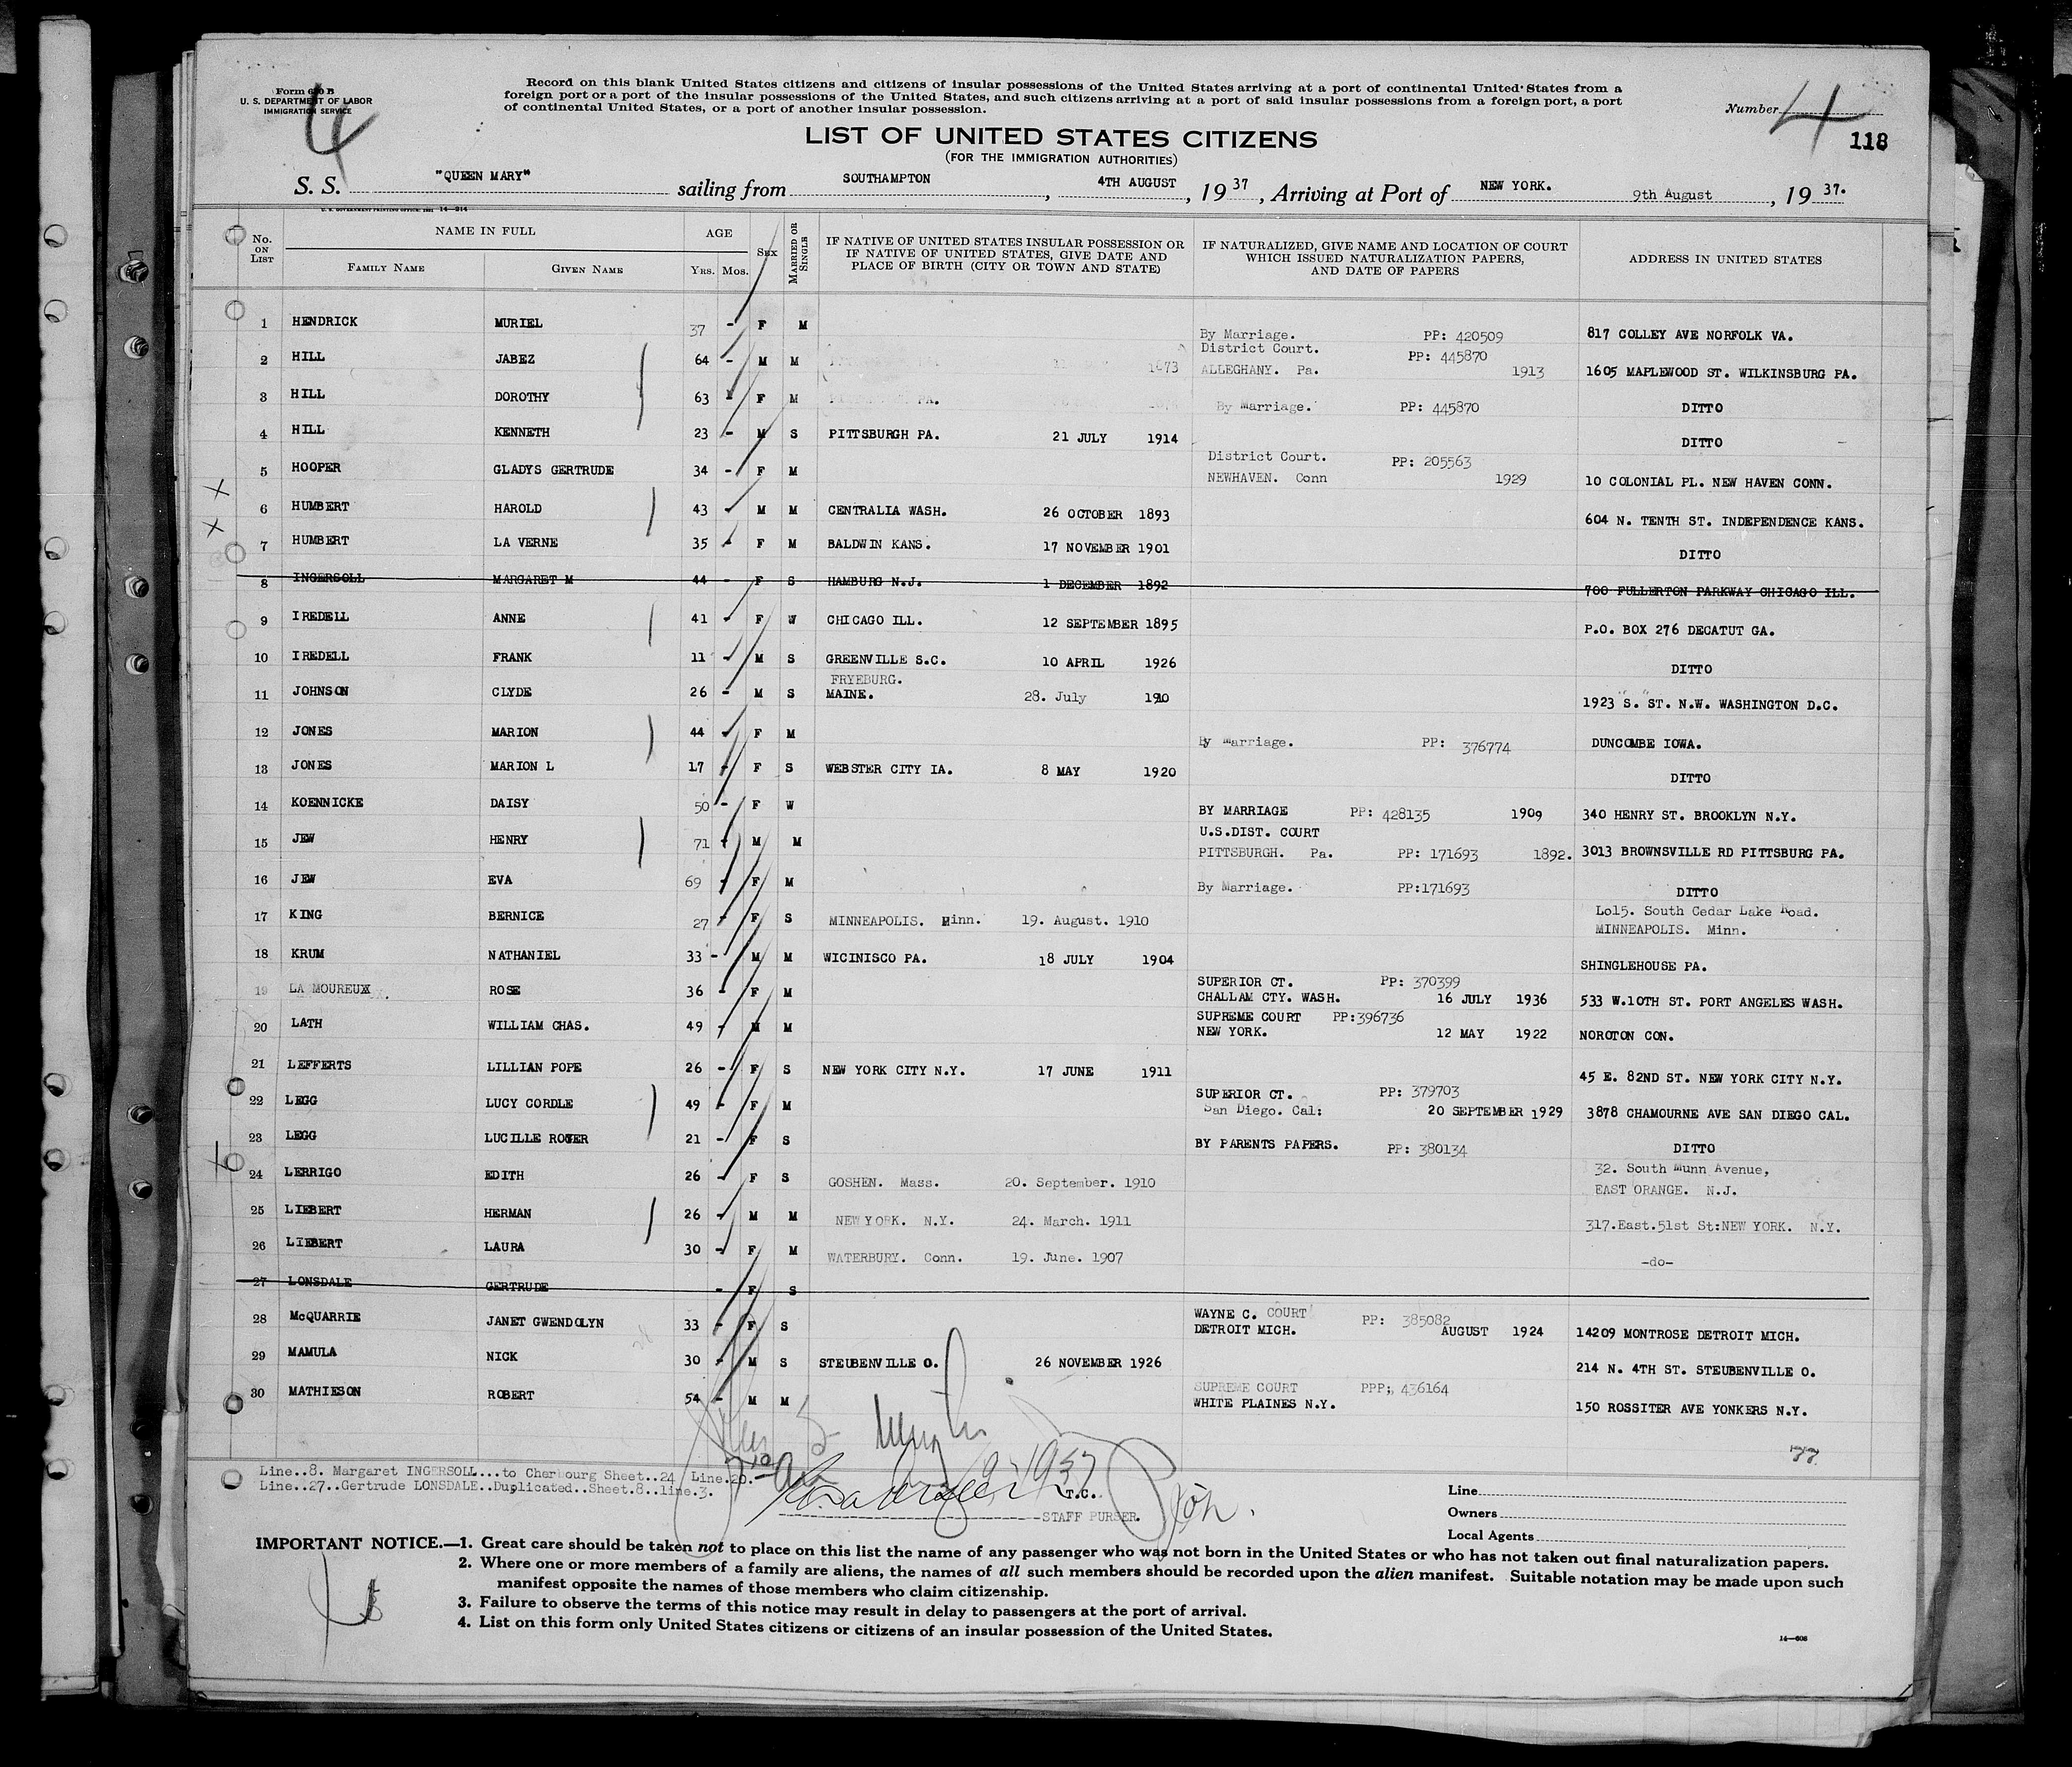 Form 630 B
U. S. DEPARTMENT OF LABOR
IMMIGRATION SERVICE
4
Record on this blank United States citizens and citizens of insular possessions of the United States arriving at a port of continental United States from a
foreign port or a port of the insular possessions of the United States, and such citizens arriving at a port of said insular possessions from a foreign port, a port
of continental United States, or a port of another insular possession.
Number 4
118
LIST OF UNITED STATES CITIZENS
(FOR THE IMMIGRATION AUTHORITIES)
S. S. "QUEEN MARY" sailing from SOUTHAMPTON, 4TH AUGUST, 1937, Arriving at Port of NEW YORK. 9th August, 1937.
No. ON LIST NAME IN FULL FAMILY NAME GIVEN NAME AGE YRS. MOS. SEX MARRIED OR SINGLE IF NATIVE OF UNITED STATES INSULAR POSSESSION OR IF NATIVE OF UNITED STATES, GIVE DATE AND PLACE OF BIRTH (CITY OR TOWN AND STATE) IF NATURALIZED, GIVE NAME AND LOCATION OF COURT WHICH ISSUED NATURALIZATION PAPERS, AND DATE OF PAPERS ADDRESS IN UNITED STATES
1 HENDRICK MURIEL 37 - F M By Marriage. PP: 420509 817 COLLEY AVE NORFOLK VA.
2 HILL JABEZ 64 - M M 1873 District Court. PP: 445870 ALLEGHANY. Pa. 1913 1605 MAPLEWOOD ST. WILKINSBURG PA.
3 HILL DOROTHY 63 - F M PA. By Marriage. PP: 445870 DITTO
4 HILL KENNETH 23 - M S PITTSBURGH PA. 21 JULY 1914 DITTO
5 HOOPER GLADYS GERTRUDE 34 - F M District Court. PP: 205563 NEWHAVEN. Conn 1929 10 COLONIAL PL. NEW HAVEN CONN.
6 HUMBERT HAROLD 43 - M M CENTRALIA WASH. 26 OCTOBER 1893 604 N. TENTH ST. INDEPENDENCE KANS.
7 HUMBERT LA VERNE 35 - F M BALDWIN KANS. 17 NOVEMBER 1901 DITTO
8 INGERSOLL MARGARET M 44 - F S HAMBURG N.J. 1 DECEMBER 1892 700 FULLERTON PARKWAY CHICAGO ILL.
9 IREDELL ANNE 41 - F W CHICAGO ILL. 12 SEPTEMBER 1895 P.O. BOX 276 DECATUT GA.
10 IREDELL FRANK 11 - M S GREENVILLE S.C. 10 APRIL 1926 DITTO
11 JOHNSON CLYDE 26 - M S FRYEBURG. MAINE. 28. July 1910 1923 "S." ST. N.W. WASHINGTON D.C.
12 JONES MARION 44 - F M By Marriage. PP: 376774 DUNCOMBE IOWA.
13 JONES MARION L 17 - F S WEBSTER CITY IA. 8 MAY 1920 DITTO
14 KOENNICKE DAISY 50 - F W BY MARRIAGE PP: 428135 1909 340 HENRY ST. BROOKLYN N.Y.
15 JEW HENRY 71 - M M U.S.DIST. COURT PITTSBURGH. Pa. PP: 171693 1892. 3013 BROWNSVILLE RD PITTSBURG PA.
16 JEW EVA 69 - F M By Marriage. PP:171693 DITTO
17 KING BERNICE 27 - F S MINNEAPOLIS. Minn. 19. August. 1910 Lo15. South Cedar Lake Road. MINNEAPOLIS. Minn.
18 KRUM NATHANIEL 33 - M M WICINISCO PA. 18 JULY 1904 SHINGLEHOUSE PA.
19 LA MOUREUX ROSE 36 - F M SUPERIOR CT. PP: 370399 CHALLAM CTY. WASH. 16 JULY 1936 533 W.10TH ST. PORT ANGELES WASH.
20 LATH WILLIAM CHAS. 49 - M M SUPREME COURT PP:396736 NEW YORK. 12 MAY 1922 NOROTON CON.
21 LEFFERTS LILLIAN POPE 26 - F S NEW YORK CITY N.Y. 17 JUNE 1911 45 E. 82ND ST. NEW YORK CITY N.Y.
22 LEGG LUCY CORDLE 49 - F M SUPERIOR CT. PP: 379703 San Diego. Cal: 20 SEPTEMBER 1929 3878 CHAMOURNE AVE SAN DIEGO CAL.
23 LEGG LUCILLE 21 - F S BY PARENTS PAPERS. PP: 380134 DITTO
24 LERRIGO EDITH 26 - F S GOSHEN. Mass. 20. September. 1910 32. South Munn Avenue, EAST ORANGE. N.J.
25 LIEBERT HERMAN 26 - M M NEW YORK. N.Y. 24. March. 1911 317.East.51st St:NEW YORK. N.Y.
26 LIEBERT LAURA 30 - F M WATERBURY. Conn. 19. June. 1907 -do-
27 LONSDALE GERTRUDE - F S
28 McQUARRIE JANET GWENDOLYN 33 - F S WAYNE C. COURT PP: 385082 DETROIT MICH. AUGUST 1924 14209 MONTROSE DETROIT MICH.
29 MAMULA NICK 30 - M S STEUBENVILLE O. 26 NOVEMBER 1926 214 N. 4TH ST. STEUBENVILLE O.
30 MATHIESON ROBERT 54 - M M SUPREME COURT PPP; 436164 WHITE PLAINES N.Y. 150 ROSSITER AVE YONKERS N.Y.
Line..8. Margaret INGERSOLL...to Cherbourg Sheet..24 Line.20.
Line..27..Gertrude LONSDALE..Duplicated..Sheet.8..line.3.
1937
T.C.
STAFF PURSER.
Line
Owners
Local Agents
IMPORTANT NOTICE.—1. Great care should be taken not to place on this list the name of any passenger who was not born in the United States or who has not taken out final naturalization papers.
2. Where one or more members of a family are aliens, the names of all such members should be recorded upon the alien manifest. Suitable notation may be made upon such
manifest opposite the names of those members who claim citizenship.
3. Failure to observe the terms of this notice may result in delay to passengers at the port of arrival.
4. List on this form only United States citizens or citizens of an insular possession of the United States.
14—608